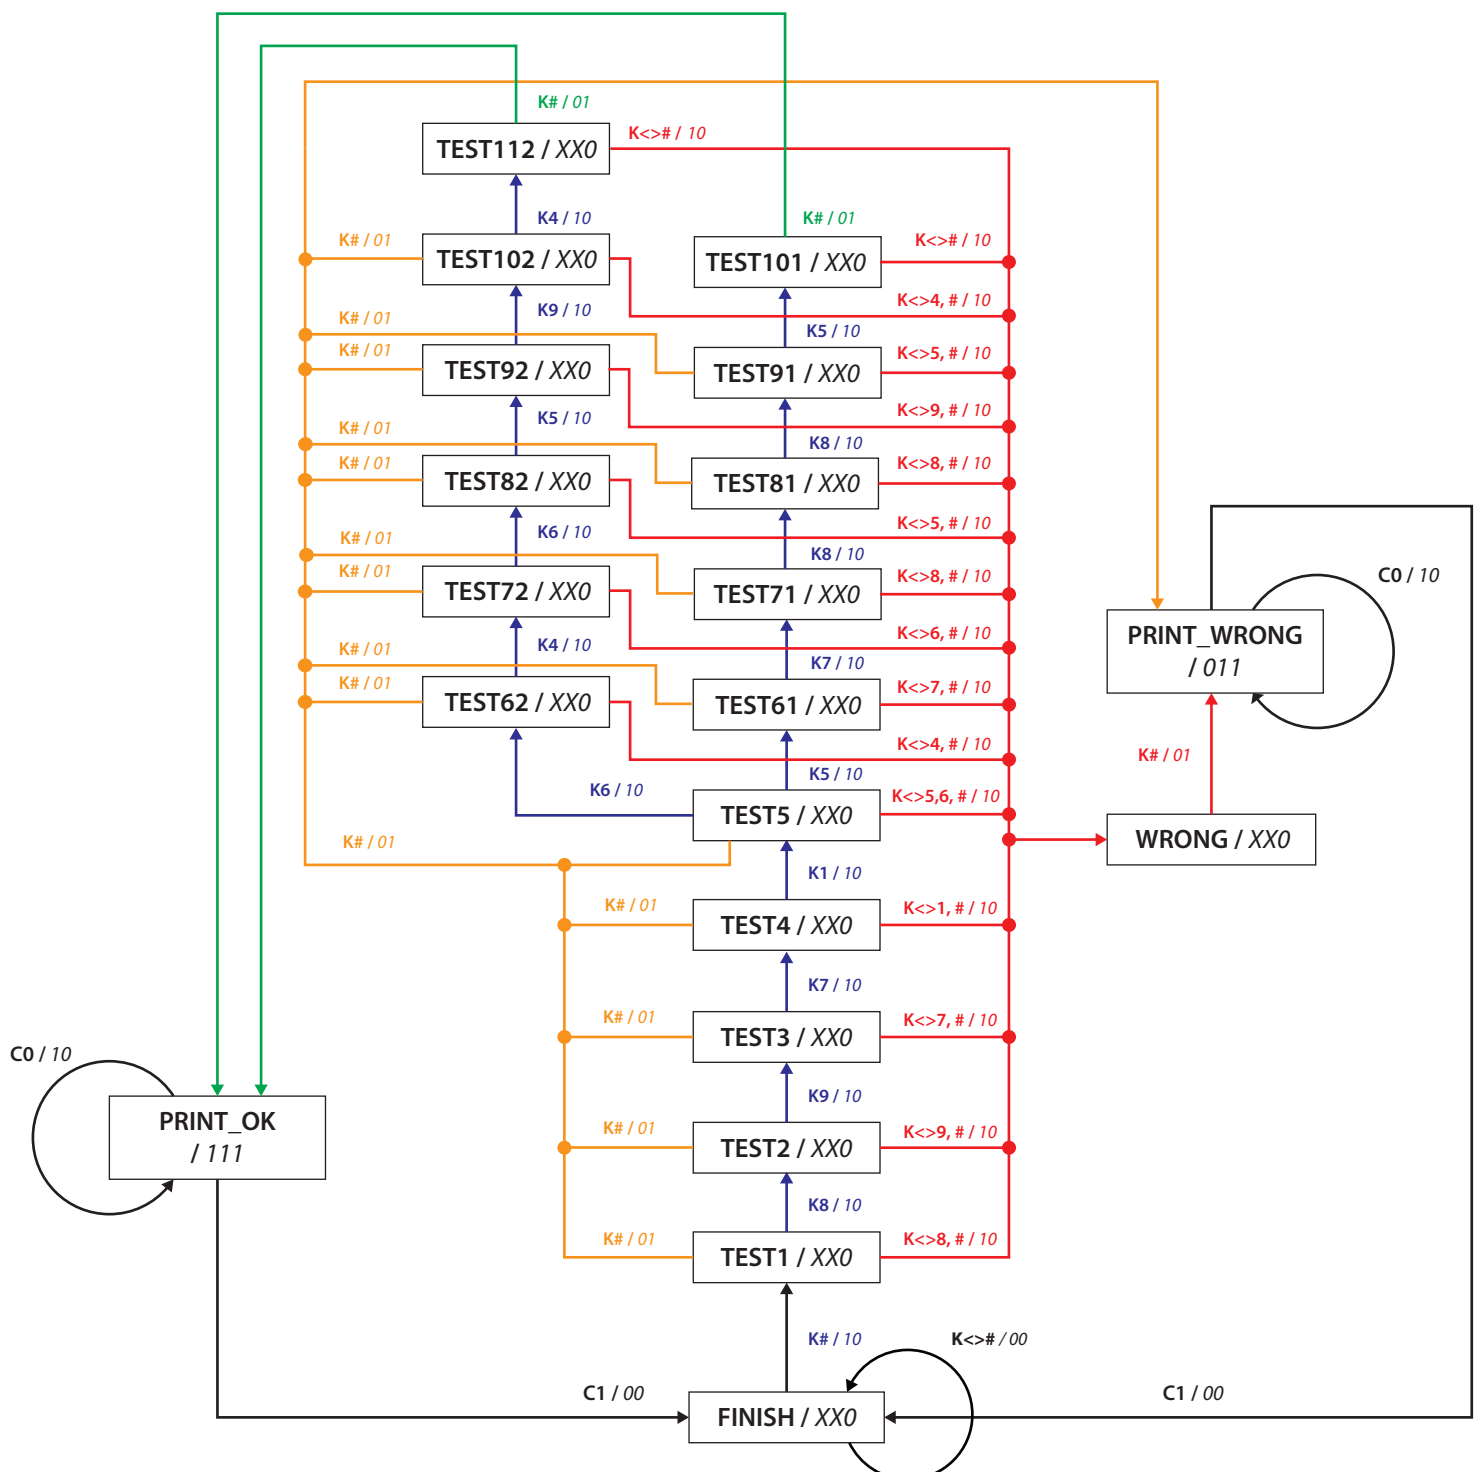 K# / 01
TEST112 / XX0
K<># / 10
K4 / 10
K# / 01
K# / 01
TEST102 / XX0
TEST101 / XX0
K<># / 10
K9 / 10
K<>4, # / 10
K# / 01
K5 / 10
K# / 01
TEST92 / XX0
TEST91 / XX0
K<>5, # / 10
K5 / 10
K<>9, # / 10
K# / 01
K8 / 10
K# / 01
TEST82 / XX0
TEST81 / XX0
K<>8, # / 10
K6 / 10
K<>5, # / 10
K# / 01
K8 / 10
K# / 01
TEST72 / XX0
TEST71 / XX0
K<>8, # / 10
C0 / 10
PRINT_WRONG
/ 011
K4 / 10
K<>6, # / 10
K# / 01
K7 / 10
K# / 01
TEST62 / XX0
TEST61 / XX0
K<>7, # / 10
K<>4, # / 10
K# / 01
K5 / 10
K6 / 10
K<>5,6, # / 10
TEST5 / XX0
WRONG / XX0
K# / 01
K1 / 10
K# / 01
TEST4 / XX0
K<>1, # / 10
K7 / 10
K# / 01
TEST3 / XX0
K<>7, # / 10
C0 / 10
K9 / 10
PRINT_OK
/ 111
K# / 01
TEST2 / XX0
K<>9, # / 10
K8 / 10
K# / 01
TEST1 / XX0
K<>8, # / 10
K# / 10
K<># / 00
C1 / 00
C1 / 00
FINISH / XX0